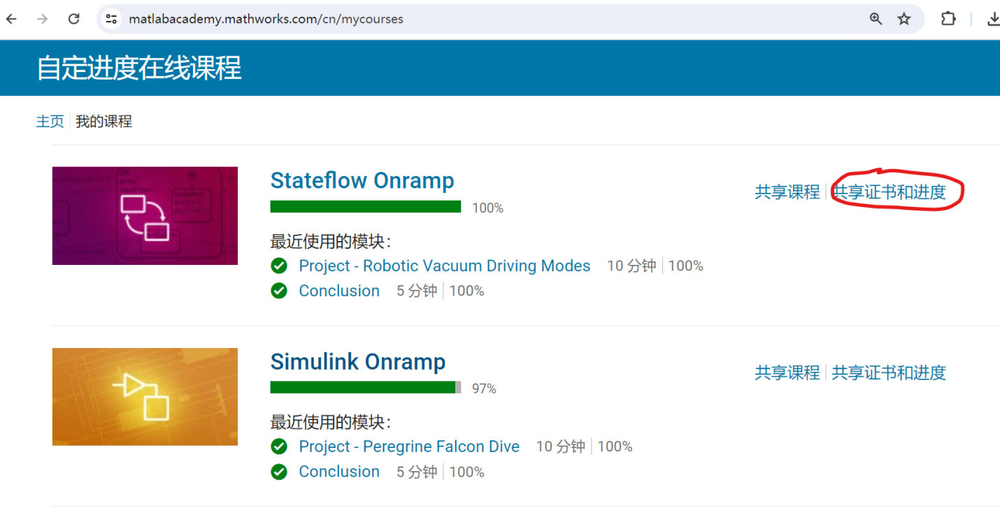 matlabacademy.mathworks.com/cn/mycourses
自定进度在线课程
主页 我的课程
Stateflow Onramp
共享课程 共享证书和进度
100%
最近使用的模块：
Project - Robotic Vacuum Driving Modes 10 分钟 100%
Conclusion 5 分钟 100%
Simulink Onramp
共享课程 共享证书和进度
97%
最近使用的模块：
Project - Peregrine Falcon Dive 10 分钟 100%
Conclusion 5 分钟 100%